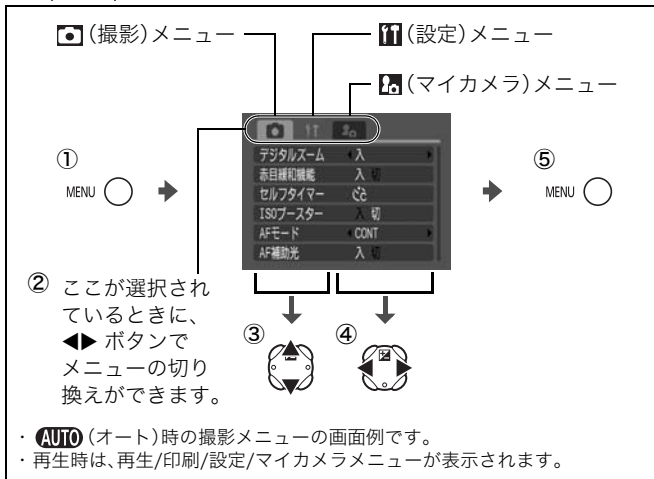 (撮影)メニュー
(設定)メニュー
(マイカメラ)メニュー
①
MENU
デジタルズーム 入
赤目緩和機能 入 切
セルフタイマー
ISOブースター 入 切
AFモード CONT
AF補助光 入 切
⑤
MENU
② ここが選択され
ているときに、
◀▶ ボタンで
メニューの切り
換えができます。
③
④
・ AUTO (オート)時の撮影メニューの画面例です。
・ 再生時は、再生/印刷/設定/マイカメラメニューが表示されます。